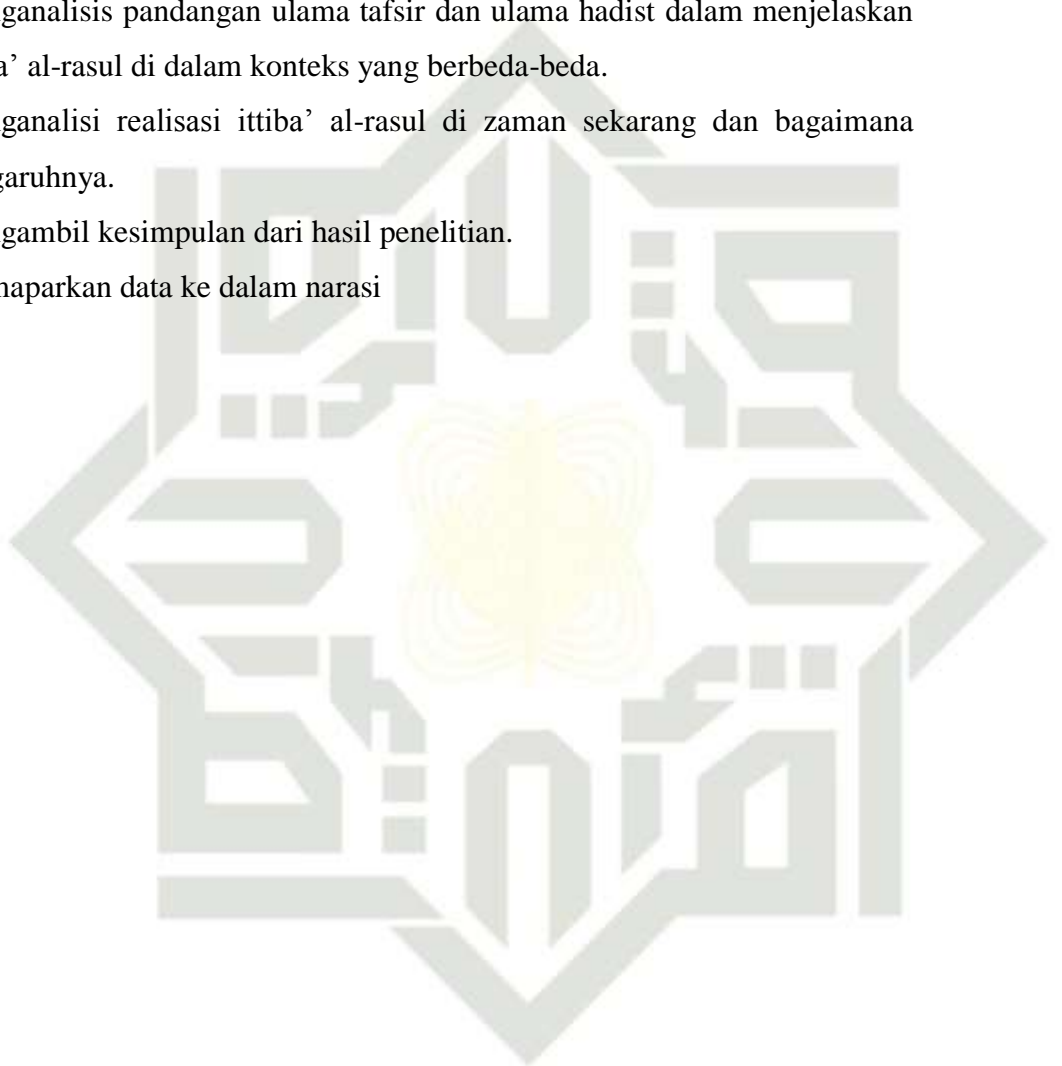 ganalisis pandangan ulama tafsir dan ulama hadist dalam menjelaskan
a’ al-rasul di dalam konteks yang berbeda-beda.
ganalisi realisasi ittiba’ al-rasul di zaman sekarang dan bagaimana
garuhnya.
gambil kesimpulan dari hasil penelitian.
naparkan data ke dalam narasi